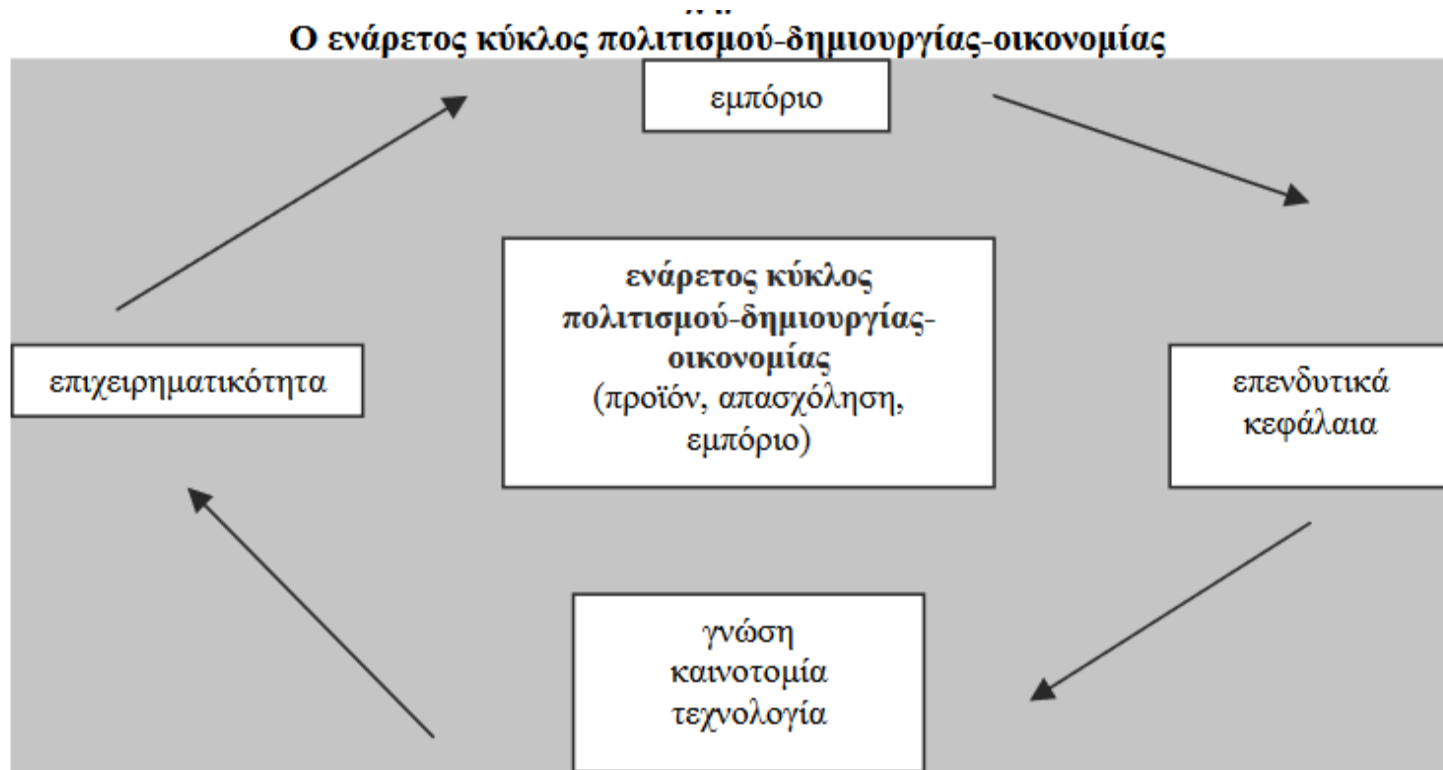 Ο ενάρετος κύκλος πολιτισμού-δημιουργίας-οικονομίας
εμπόριο
ενάρετος κύκλος
πολιτισμού-δημιουργίας-
οικονομίας
(προϊόν, απασχόληση,
εμπόριο)
επιχειρηματικότητα
επενδυτικά
κεφάλαια
γνώση
καινοτομία
τεχνολογία